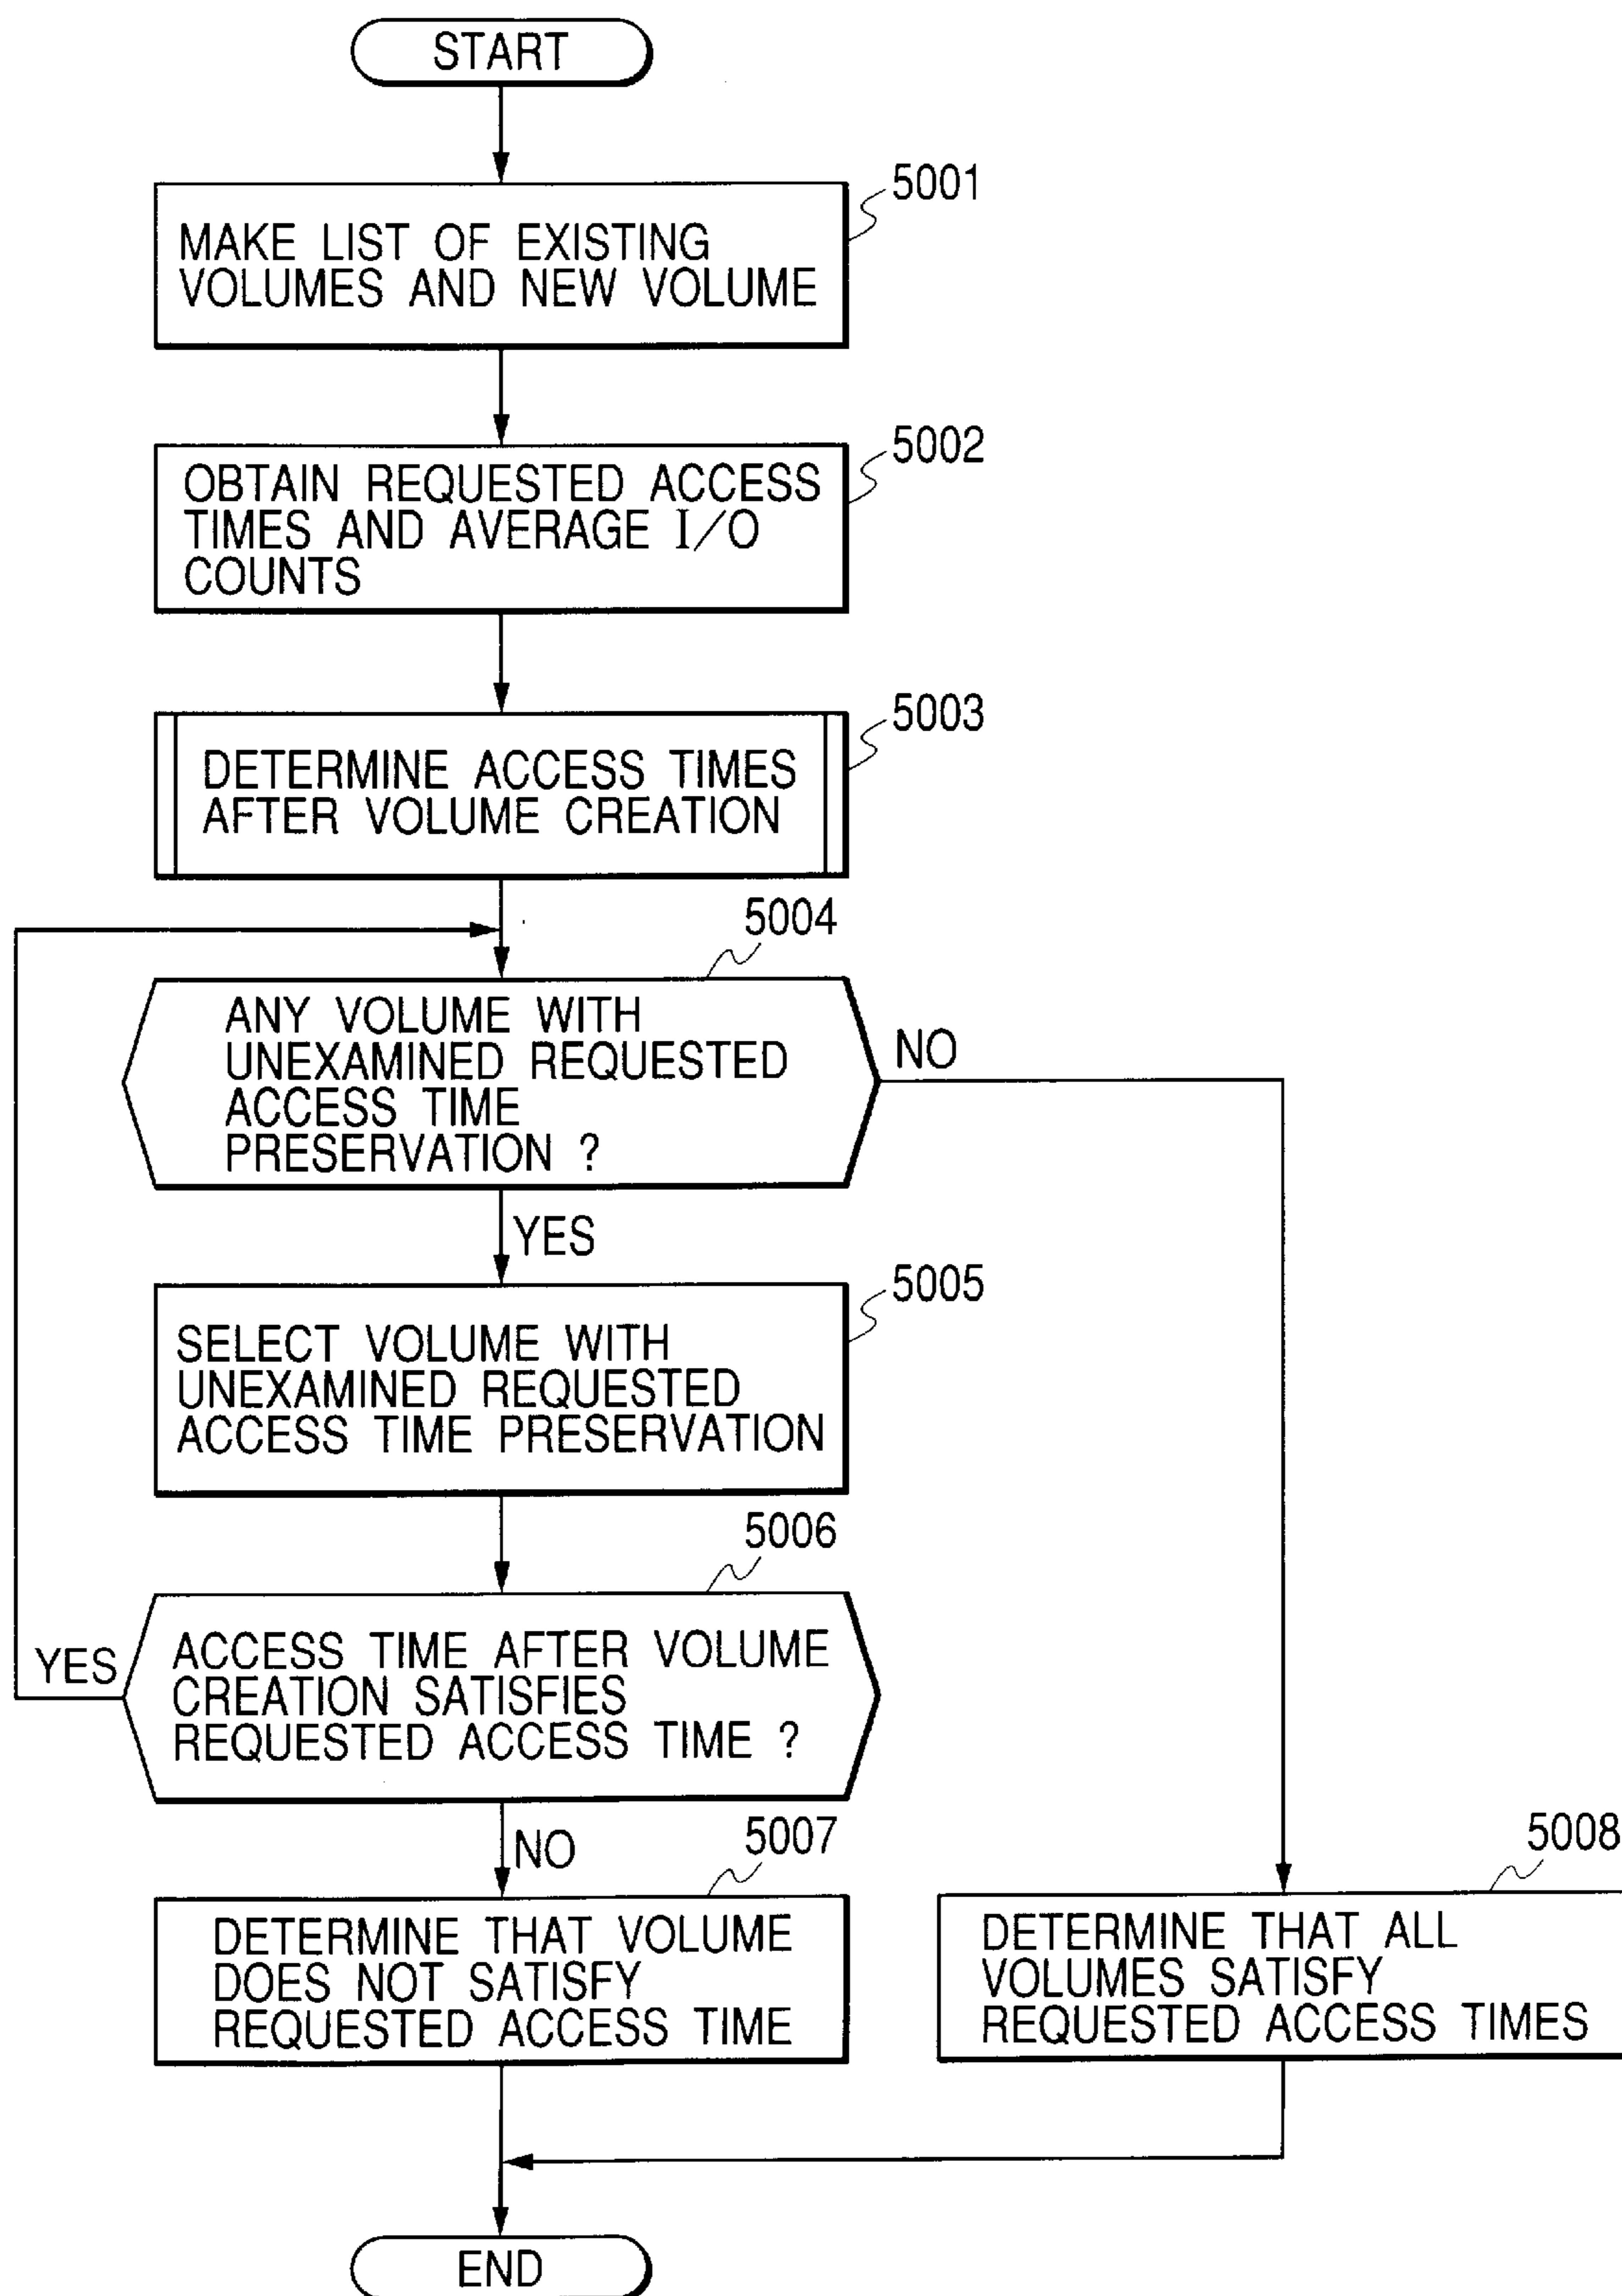 START
5001
MAKE LIST OF EXISTING
VOLUMES AND NEW VOLUME
5002
OBTAIN REQUESTED ACCESS
TIMES AND AVERAGE I/O
COUNTS
5003
DETERMINE ACCESS TIMES
AFTER VOLUME CREATION
5004
ANY VOLUME WITH
UNEXAMINED REQUESTED
ACCESS TIME
PRESERVATION ?
NO
YES
5005
SELECT VOLUME WITH
UNEXAMINED REQUESTED
ACCESS TIME PRESERVATION
5006
ACCESS TIME AFTER VOLUME
CREATION SATISFIES
REQUESTED ACCESS TIME ?
YES
NO
5007
DETERMINE THAT VOLUME
DOES NOT SATISFY
REQUESTED ACCESS TIME
5008
DETERMINE THAT ALL
VOLUMES SATISFY
REQUESTED ACCESS TIMES
END